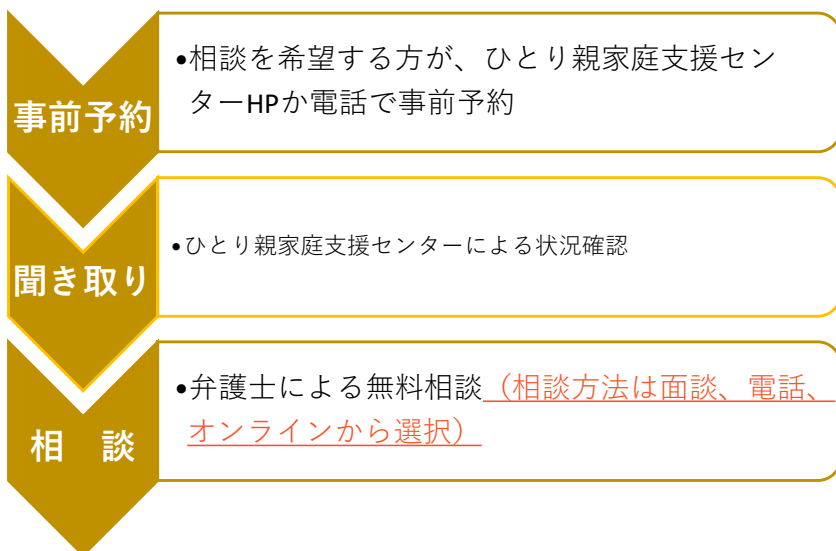 事前予約
•相談を希望する方が、ひとり親家庭支援セン
ターHPか電話で事前予約
聞き取り
•ひとり親家庭支援センターによる状況確認
相　談
•弁護士による無料相談（相談方法は面談、電話、
オンラインから選択）